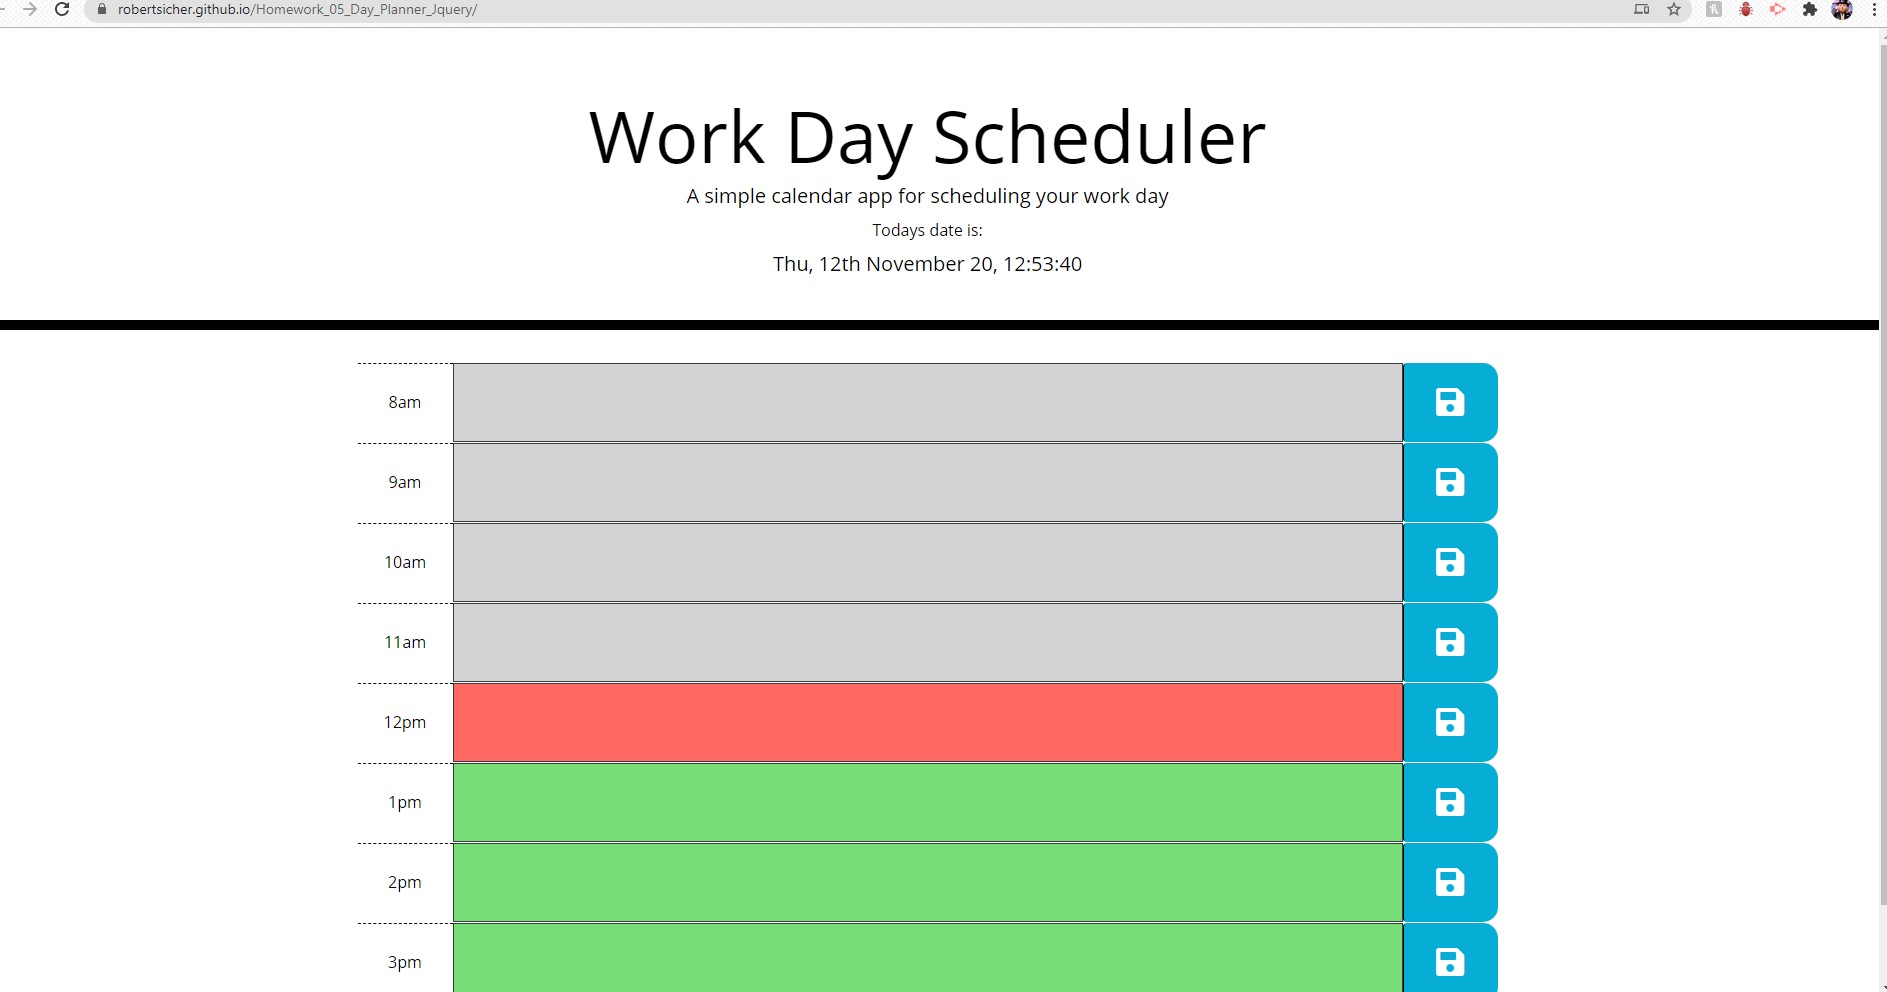 robertsicher.github.io/Homework_05_Day_Planner_Jquery/
Work Day Scheduler
A simple calendar app for scheduling your work day
Todays date is:
Thu, 12th November 20, 12:53:40
8am
9am
10am
11am
12pm
1pm
2pm
3pm